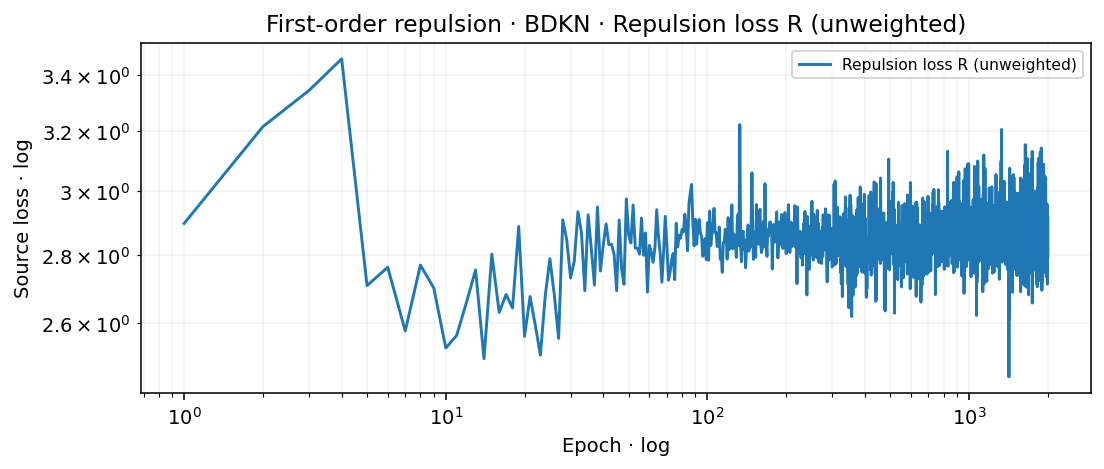 First-order repulsion · BDKN · Repulsion loss R (unweighted)
Source loss · log
3.4 × 10⁰
3.2 × 10⁰
3 × 10⁰
2.8 × 10⁰
2.6 × 10⁰
Repulsion loss R (unweighted)
10⁰ 10¹ 10² 10³
Epoch · log